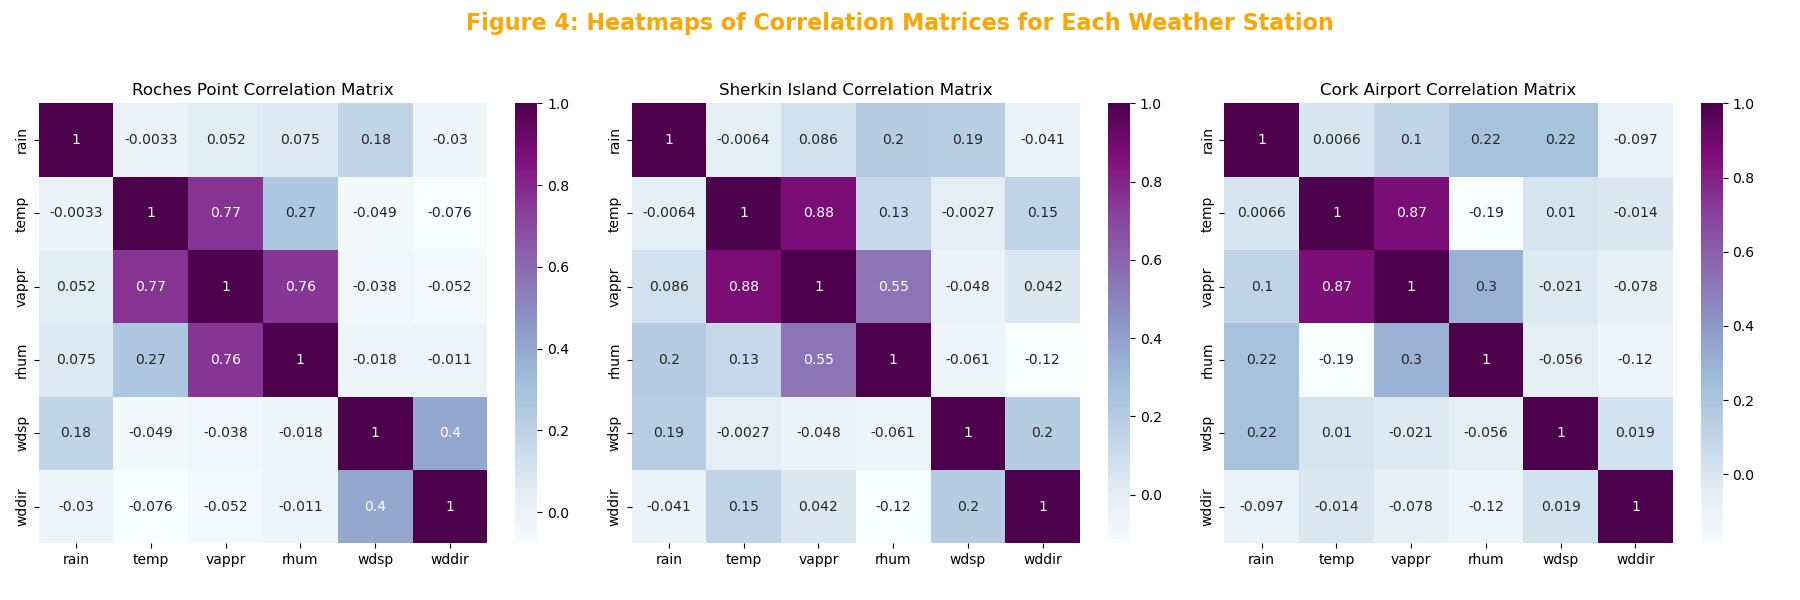 Figure 4: Heatmaps of Correlation Matrices for Each Weather Station
Roches Point Correlation Matrix
rain 1 -0.0033 0.052 0.075 0.18 -0.03
temp -0.0033 1 0.77 0.27 -0.049 -0.076
vappr 0.052 0.77 1 0.76 -0.038 -0.052
rhum 0.075 0.27 0.76 1 -0.018 -0.011
wdsp 0.18 -0.049 -0.038 -0.018 1 0.4
wddir -0.03 -0.076 -0.052 -0.011 0.4 1
rain temp vappr rhum wdsp wddir
1.0
0.8
0.6
0.4
0.2
0.0
Sherkin Island Correlation Matrix
rain 1 -0.0064 0.086 0.2 0.19 -0.041
temp -0.0064 1 0.88 0.13 -0.0027 0.15
vappr 0.086 0.88 1 0.55 -0.048 0.042
rhum 0.2 0.13 0.55 1 -0.061 -0.12
wdsp 0.19 -0.0027 -0.048 -0.061 1 0.2
wddir -0.041 0.15 0.042 -0.12 0.2 1
rain temp vappr rhum wdsp wddir
1.0
0.8
0.6
0.4
0.2
0.0
Cork Airport Correlation Matrix
rain 1 0.0066 0.1 0.22 0.22 -0.097
temp 0.0066 1 0.87 -0.19 0.01 -0.014
vappr 0.1 0.87 1 0.3 -0.021 -0.078
rhum 0.22 -0.19 0.3 1 -0.056 -0.12
wdsp 0.22 0.01 -0.021 -0.056 1 0.019
wddir -0.097 -0.014 -0.078 -0.12 0.019 1
rain temp vappr rhum wdsp wddir
1.0
0.8
0.6
0.4
0.2
0.0